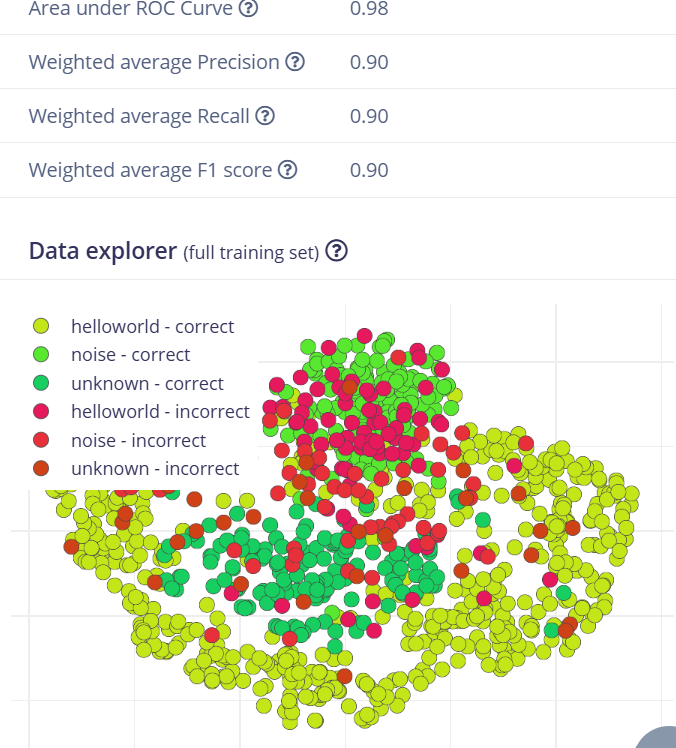 Area under ROC Curve ? 0.98
Weighted average Precision ? 0.90
Weighted average Recall ? 0.90
Weighted average F1 score ? 0.90
Data explorer (full training set) ?
helloworld - correct
noise - correct
unknown - correct
helloworld - incorrect
noise - incorrect
unknown - incorrect